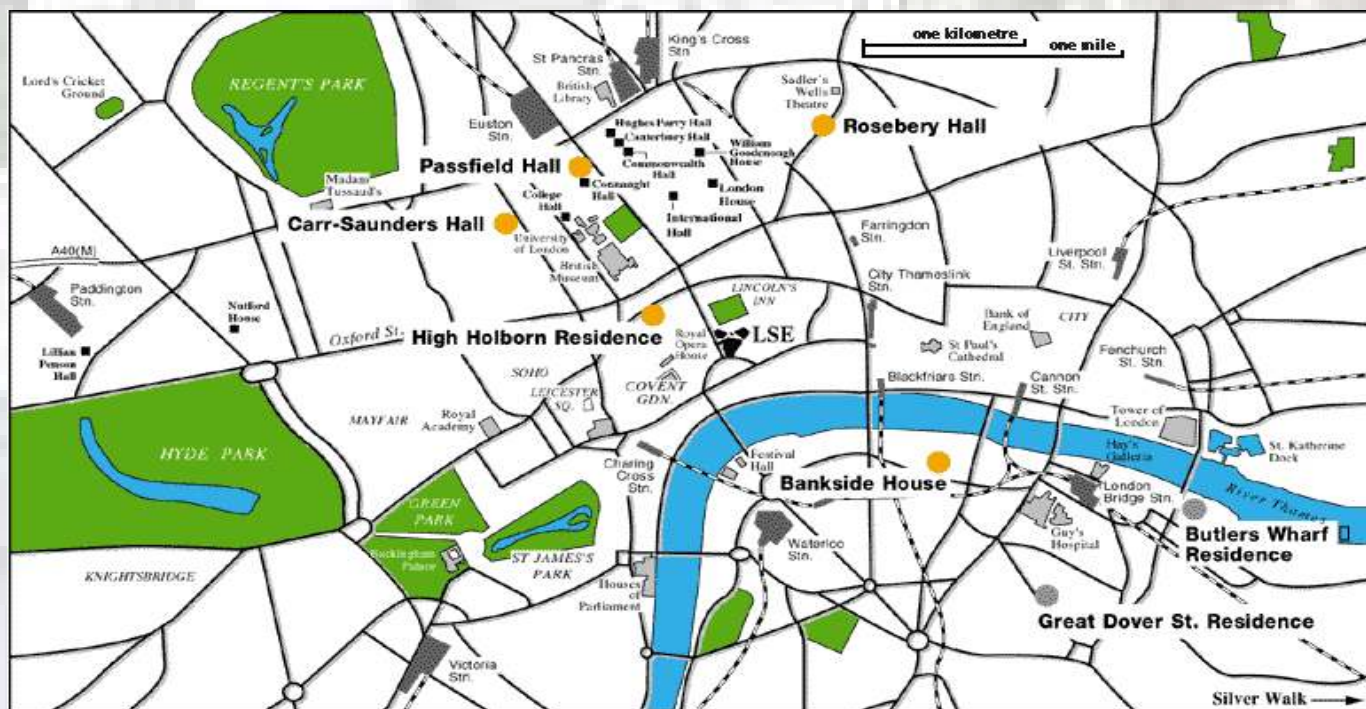 one kilometre
one mile
King's Cross
Stn.
St Pancras
Stn.
British
Library
Lord's Cricket
Ground
REGENT'S PARK
Euston
Stn.
Sadler's
Wells
Theatre
Rosebery Hall
Hughes Parry Hall
Canterbury Hall
Commonwealth
Hall
William
Goodenough
House
Passfield Hall
Madam
Tussaud's
Connaught
Hall
College
Hall
London
House
International
Hall
Carr-Saunders Hall
University
of London
British
Museum
Farringdon
Stn.
Liverpool
St. Stn.
A40(M)
Paddington
Stn.
City Thameslink
Stn.
Nutford
House
LINCOLN'S
INN
Oxford St.
High Holborn Residence
Royal
Opera
House
LSE
Bank of
England
CITY
St Paul's
Cathedral
Fenchurch
St. Stn.
Lillian
Penson
Hall
SOHO
LEICESTER
SQ.
COVENT
GDN.
Blackfriars Stn.
Cannon
St. Stn.
MAYFAIR
Royal
Academy
Tower of
London
HYDE PARK
Charing
Cross
Stn.
Festival
Hall
Bankside House
Hay's
Galleria
St. Katherine
Dock
London
Bridge Stn.
River Thames
GREEN
PARK
Buckingham
Palace
ST JAMES'S
PARK
Waterloo
Stn.
Guy's
Hospital
Butlers Wharf
Residence
KNIGHTSBRIDGE
Houses
of
Parliament
Great Dover St. Residence
Victoria
Stn.
Silver Walk